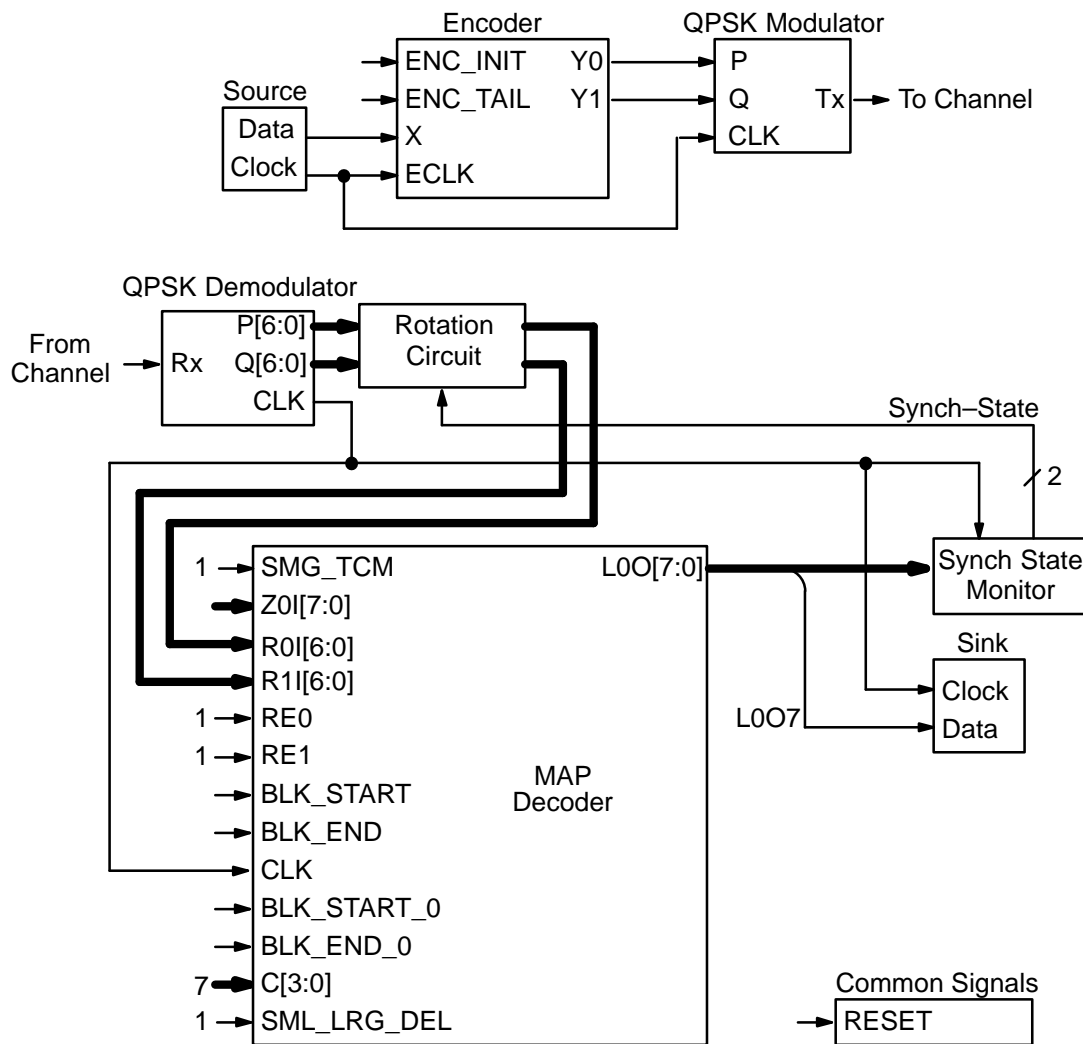 Encoder
QPSK Modulator
ENC_INIT
Y0
P
Source
ENC_TAIL
Y1
Q
Tx
To Channel
Data
X
CLK
Clock
ECLK
QPSK Demodulator
P[6:0]
Rotation
Circuit
From
Channel
Rx
Q[6:0]
CLK
Synch–State
2
1
SMG_TCM
L0O[7:0]
Synch State
Monitor
Z0I[7:0]
R0I[6:0]
Sink
R1I[6:0]
Clock
1
RE0
L0O7
Data
1
RE1
MAP
Decoder
BLK_START
BLK_END
CLK
BLK_START_0
BLK_END_0
7
C[3:0]
Common Signals
1
SML_LRG_DEL
RESET